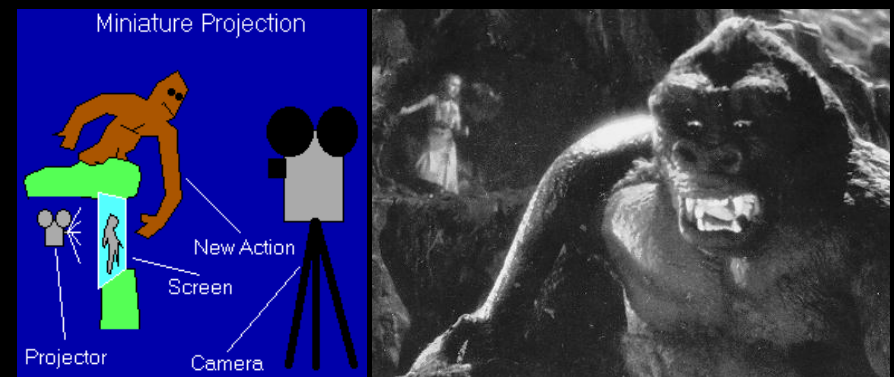 Miniature Projection
New Action
Screen
Projector
Camera